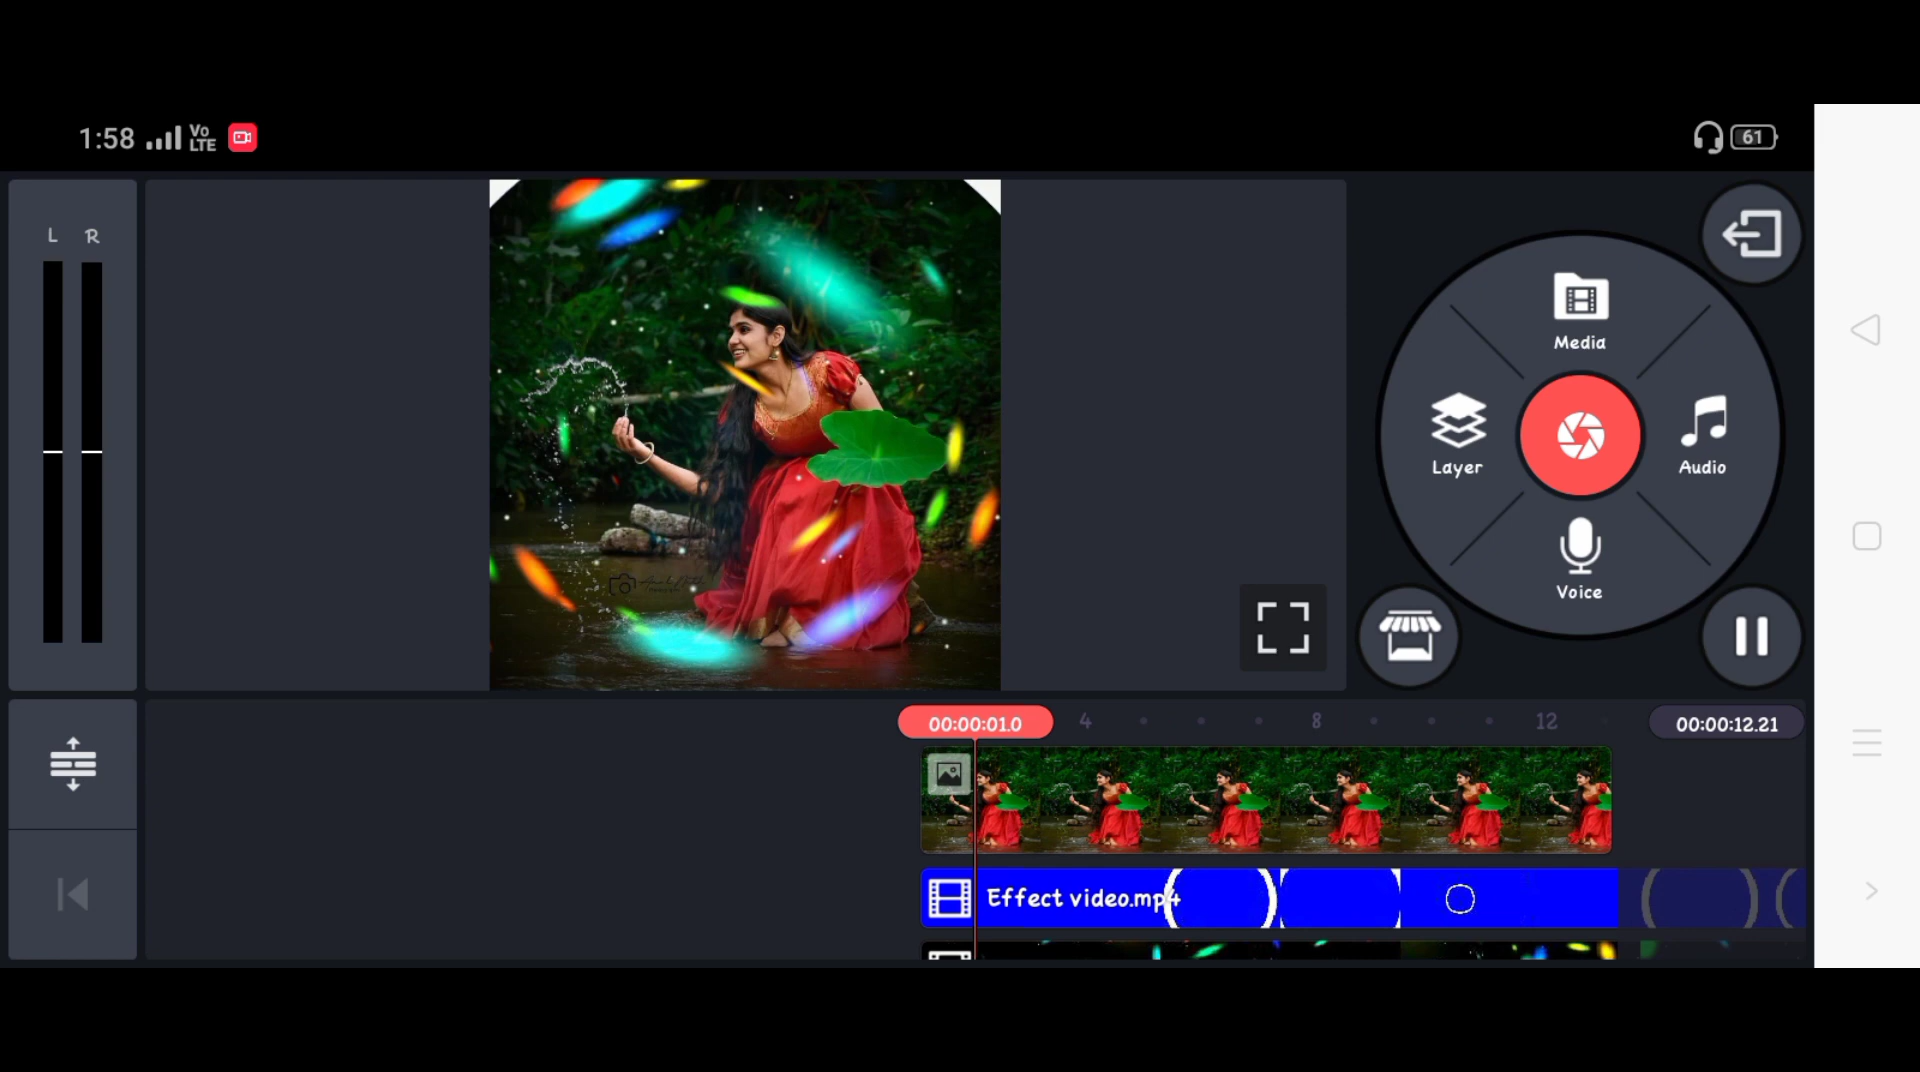 1:58 Vo LTE 61
L R
Media
Layer
Audio
Voice
00:00:01.0 4 8 12 00:00:12.21
Effect video.mp4